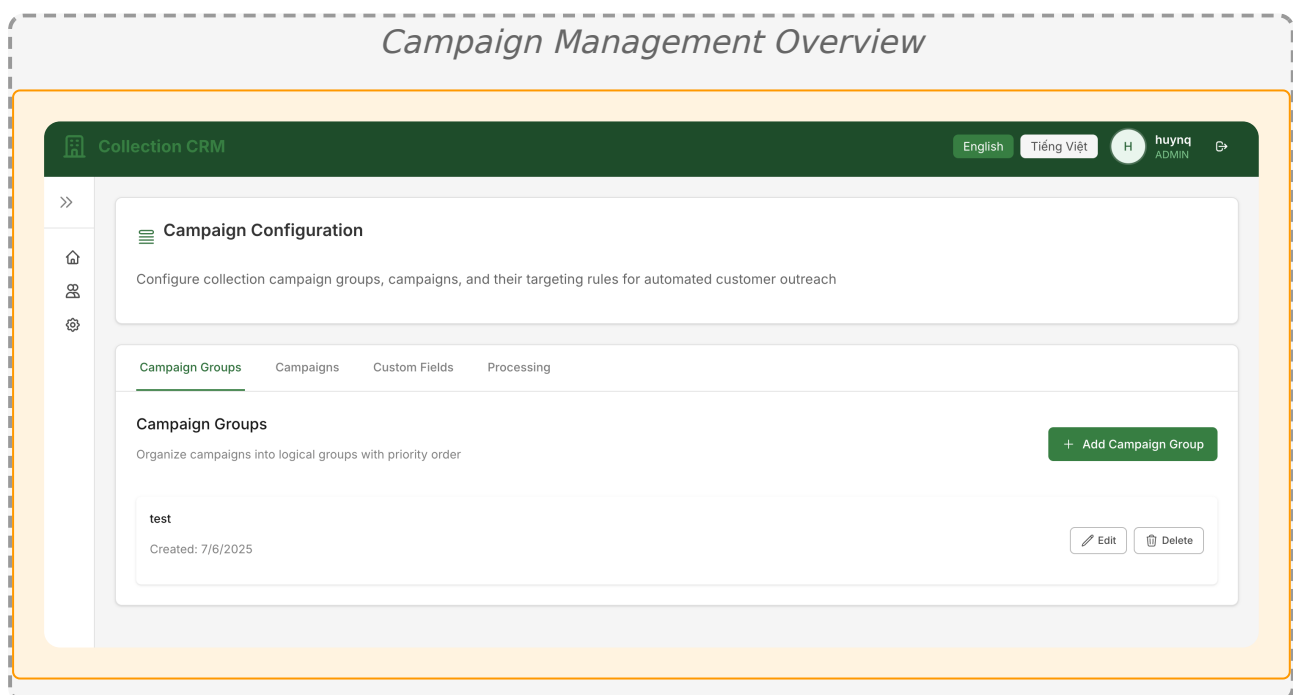 Campaign Management Overview
Collection CRM
English
Tiếng Việt
H
huynq
ADMIN
Campaign Configuration
Configure collection campaign groups, campaigns, and their targeting rules for automated customer outreach
Campaign Groups
Campaigns
Custom Fields
Processing
Campaign Groups
Organize campaigns into logical groups with priority order
+ Add Campaign Group
test
Created: 7/6/2025
Edit
Delete